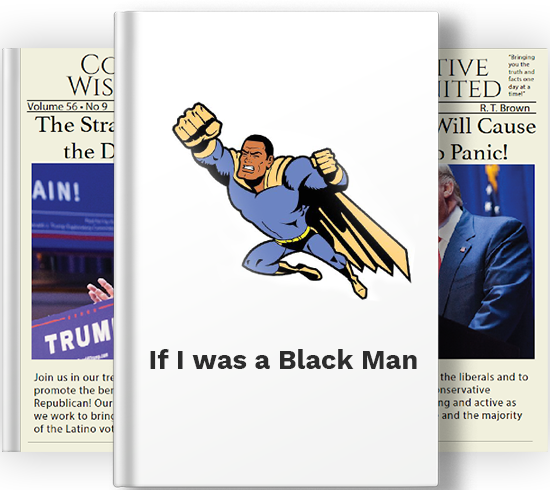 CO
WIS
Volume 56 • No 9
The Stra
the D
AIN!
TRUM
Join us in our tre
promote the ben
Republican! Our
we work to bring
of the Latino vot
If I was a Black Man
TIVE
ITED
"Bringing
you the
truth and
facts one
day at a
time!"
R.T. Brown
Will Cause
Panic!
the liberals and to
onservative
ng and active as
and the majority